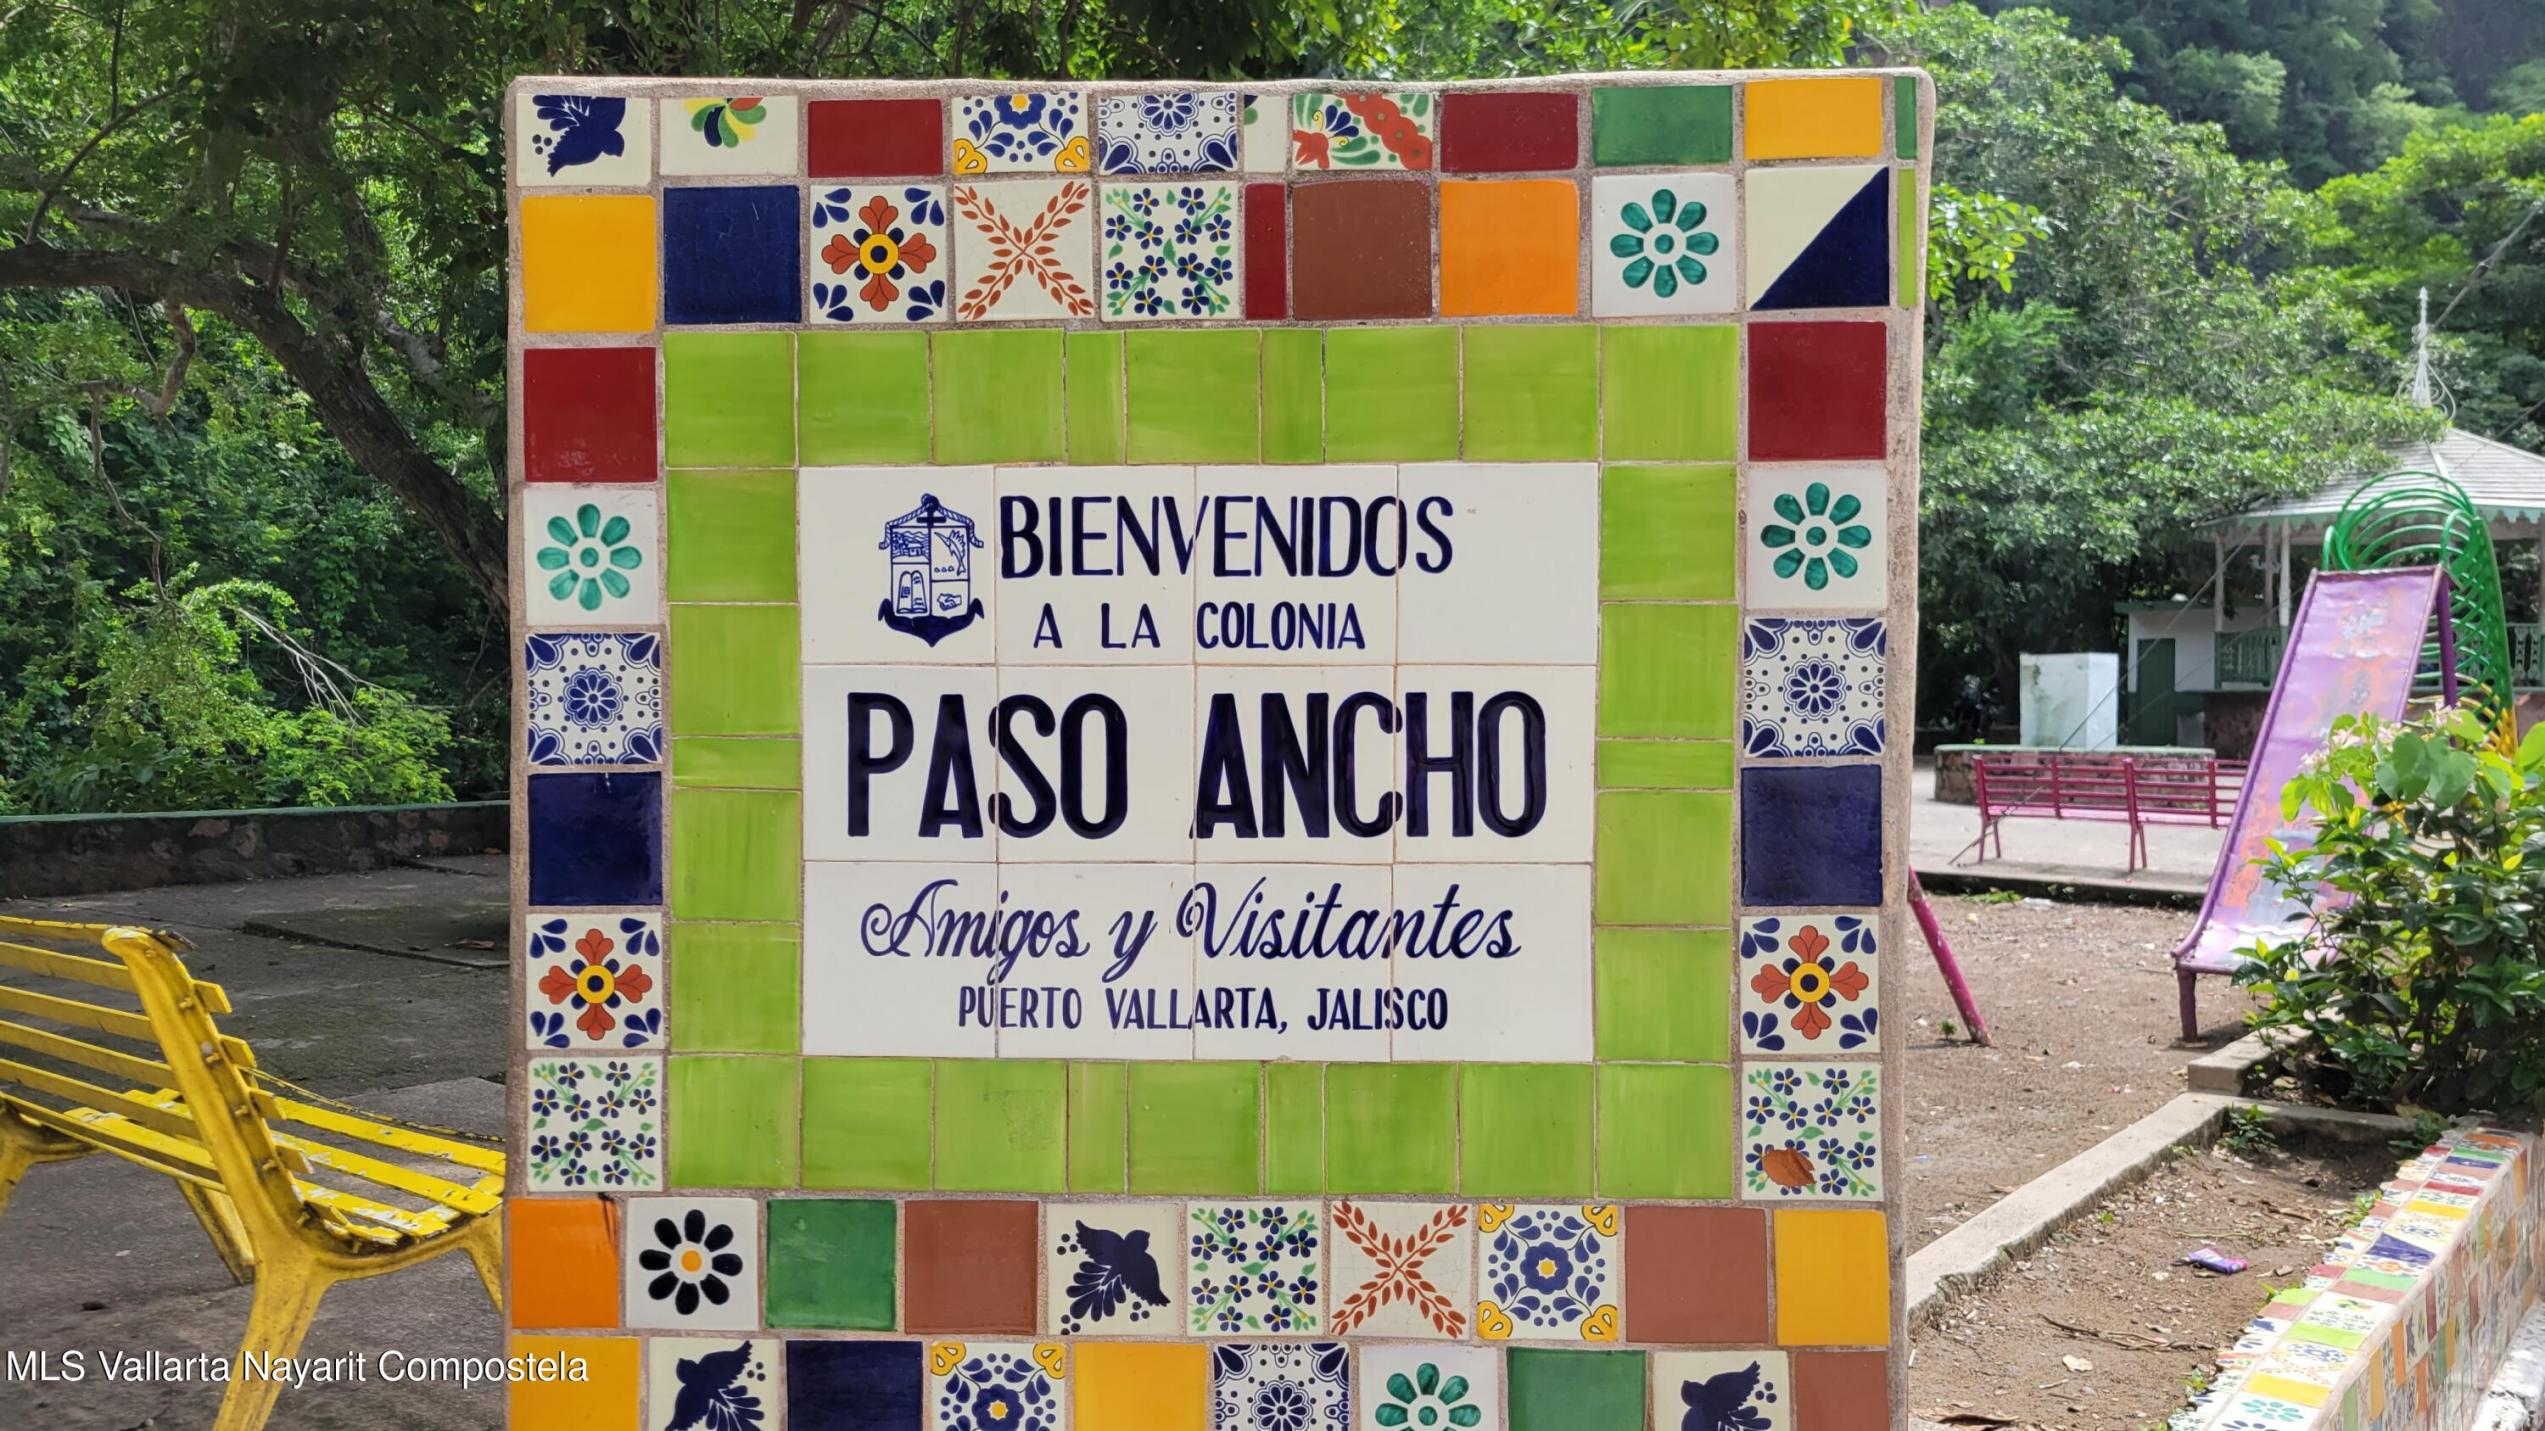 BIENVENIDOS
A LA COLONIA
PASO ANCHO
Amigos y Visitantes
PUERTO VALLARTA, JALISCO
MLS Vallarta Nayarit Compostela